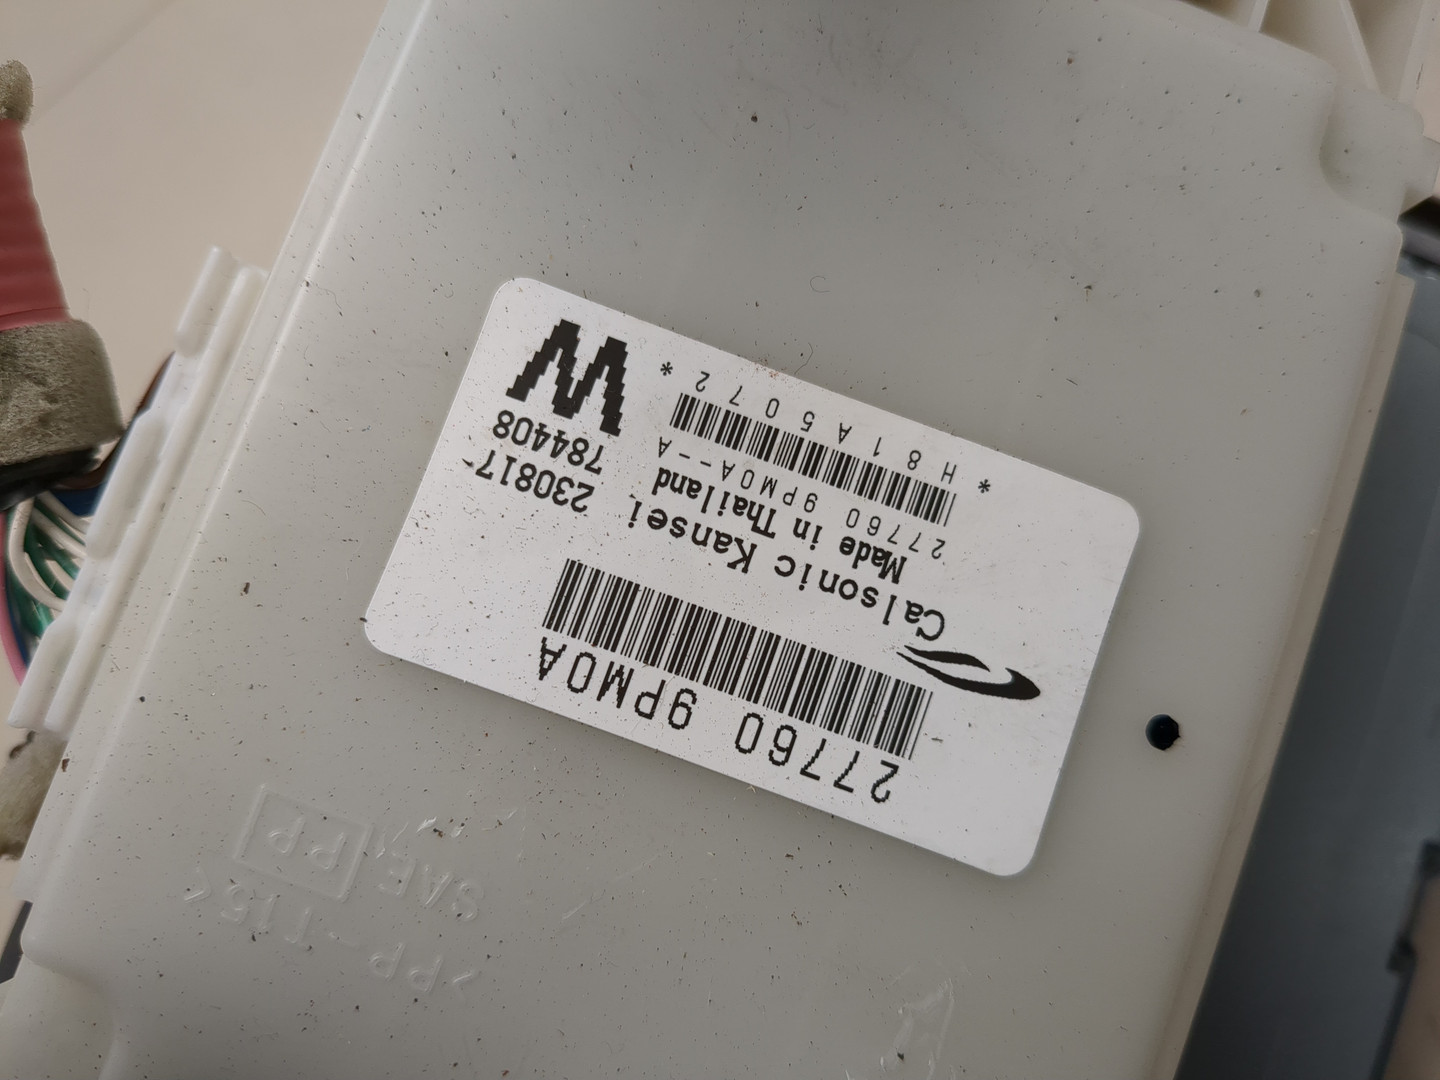 27760 9PM0A
Calsonic Kansei
Made in Thailand
27760 9PM0A--A
* H 8 1 A 5 0 7 2 *
230817
784408
W
>PP-T15<
SAE PP